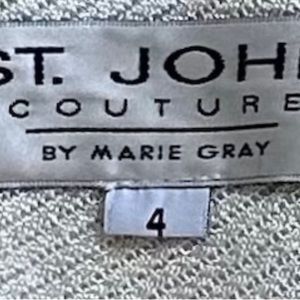 ST. JOH
COUTURE
BY MARIE GRAY
4